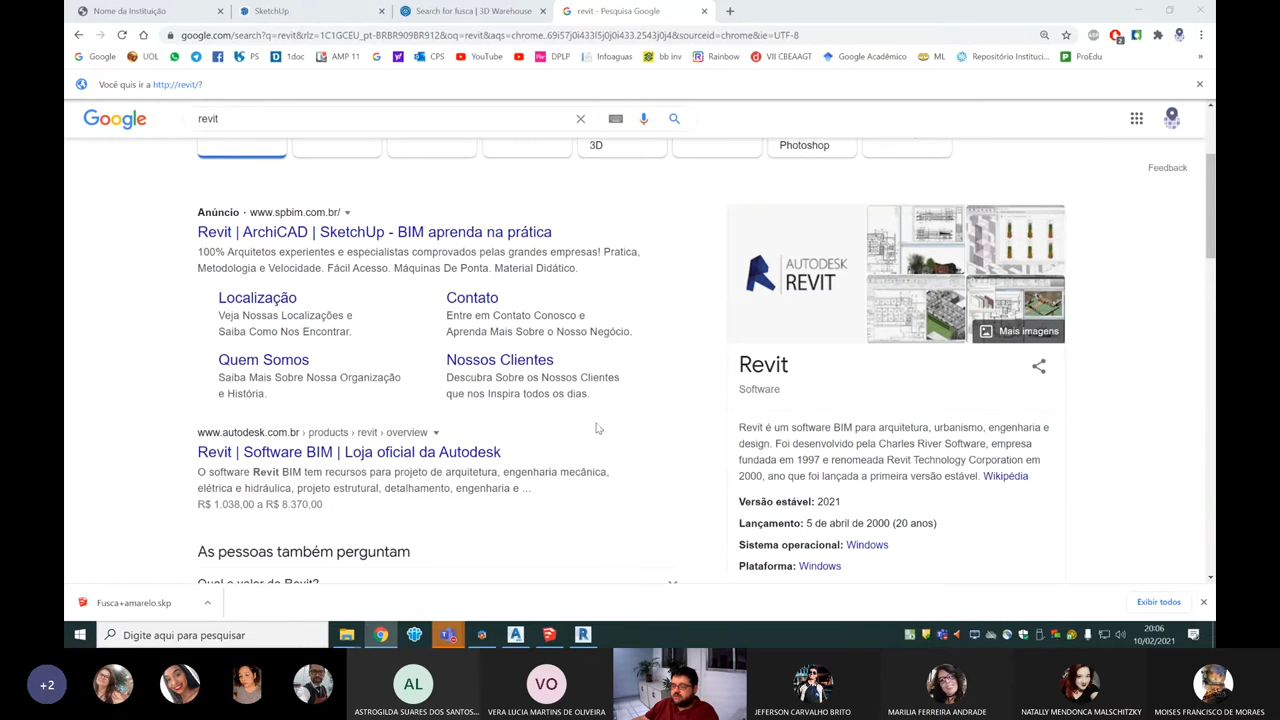 Nome da Instituição
SketchUp
Search for fusca | 3D Warehouse
revit - Pesquisa Google
google.com/search?q=revit&rlz=1C1GCEU_pt-BRBR909BR912&oq=revit&aqs=chrome..69i57j0i433l5j0j0i433.2543j0j4&sourceid=chrome&ie=UTF-8
Google
UOL
PS
1doc
AMP 11
CPS
YouTube
DPLP
Infoaguas
bb inv
Rainbow
VII CBEAAGT
Google Acadêmico
ML
Repositório Instituci...
ProEdu
Você quis ir a http://revit/?
Google
revit
3D
Photoshop
Feedback
Anúncio · www.spbim.com.br/
Revit | ArchiCAD | SketchUp - BIM aprenda na prática
100% Arquitetos experientes e especialistas comprovados pelas grandes empresas! Pratica,
Metodologia e Velocidade. Fácil Acesso. Máquinas De Ponta. Material Didático.
Localização
Veja Nossas Localizações e
Saiba Como Nos Encontrar.
Contato
Entre em Contato Conosco e
Aprenda Mais Sobre o Nosso Negócio.
Quem Somos
Saiba Mais Sobre Nossa Organização
e História.
Nossos Clientes
Descubra Sobre os Nossos Clientes
que nos Inspira todos os dias.
www.autodesk.com.br › products › revit › overview
Revit | Software BIM | Loja oficial da Autodesk
O software Revit BIM tem recursos para projeto de arquitetura, engenharia mecânica,
elétrica e hidráulica, projeto estrutural, detalhamento, engenharia e ...
R$ 1.038,00 a R$ 8.370,00
As pessoas também perguntam
Qual o valor do Revit?
AUTODESK
REVIT
Mais imagens
Revit
Software
Revit é um software BIM para arquitetura, urbanismo, engenharia e
design. Foi desenvolvido pela Charles River Software, empresa
fundada em 1997 e renomeada Revit Technology Corporation em
2000, ano que foi lançada a primeira versão estável. Wikipédia
Versão estável: 2021
Lançamento: 5 de abril de 2000 (20 anos)
Sistema operacional: Windows
Plataforma: Windows
Fusca+amarelo.skp
Exibir todos
Digite aqui para pesquisar
20:06
10/02/2021
+2
AL
ASTROGILDA SUARES DOS SANTOS...
VO
VERA LUCIA MARTINS DE OLIVEIRA
JEFERSON CARVALHO BRITO
MARILIA FERREIRA ANDRADE
NATALLY MENDONCA MALSCHITZKY
MOISES FRANCISCO DE MORAES